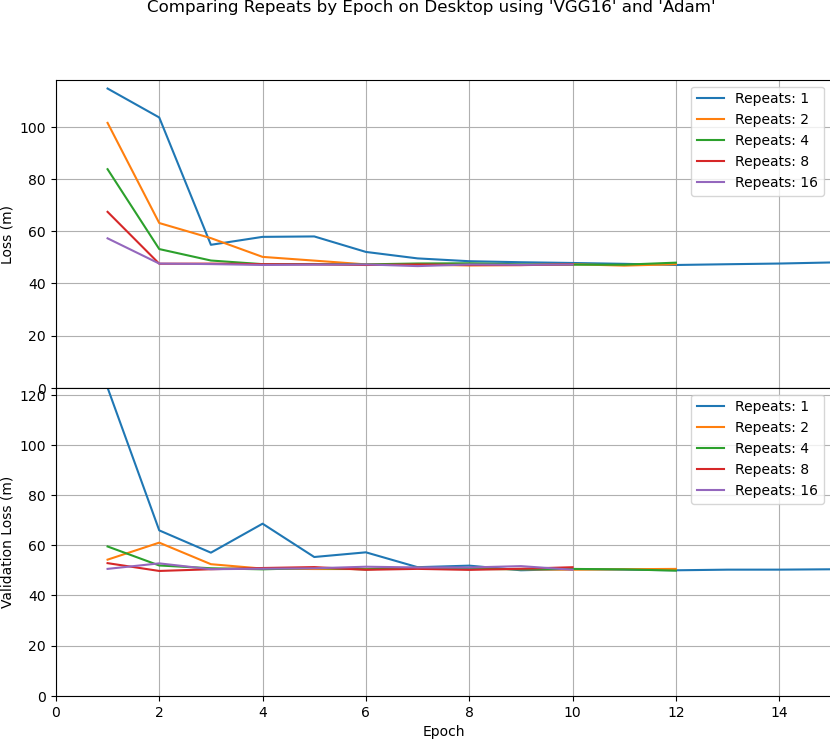 Comparing Repeats by Epoch on Desktop using 'VGG16' and 'Adam'
Loss (m)
100
80
60
40
20
0
Repeats: 1
Repeats: 2
Repeats: 4
Repeats: 8
Repeats: 16
Validation Loss (m)
120
100
80
60
40
20
0
Repeats: 1
Repeats: 2
Repeats: 4
Repeats: 8
Repeats: 16
0 2 4 6 8 10 12 14
Epoch